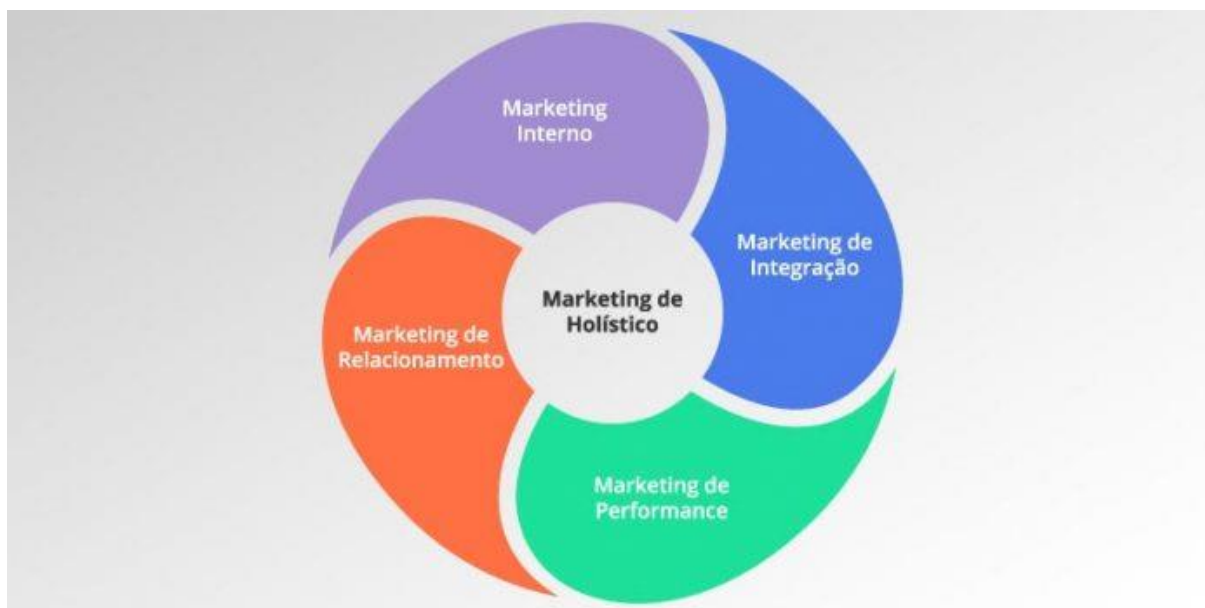 Marketing
Interno
Marketing de
Integração
Marketing de
Holístico
Marketing de
Relacionamento
Marketing de
Performance